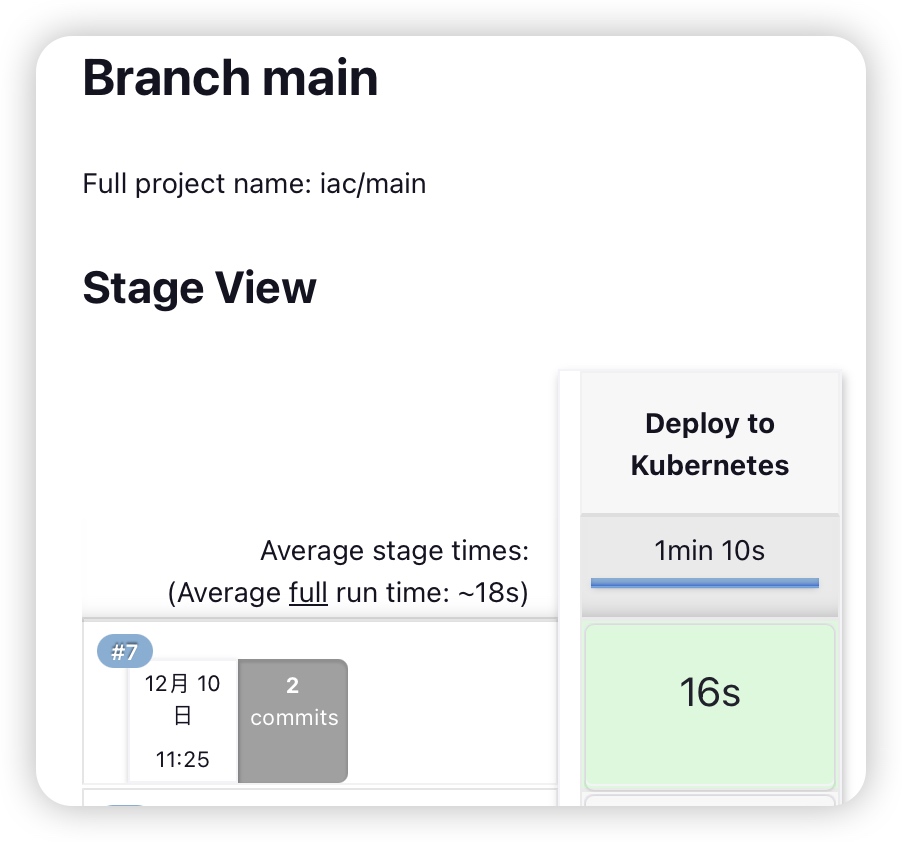 Branch main
Full project name: iac/main
Stage View
Deploy to
Kubernetes
Average stage times:
(Average full run time: ~18s)
1min 10s
#7
12月 10
日
11:25
2
commits
16s